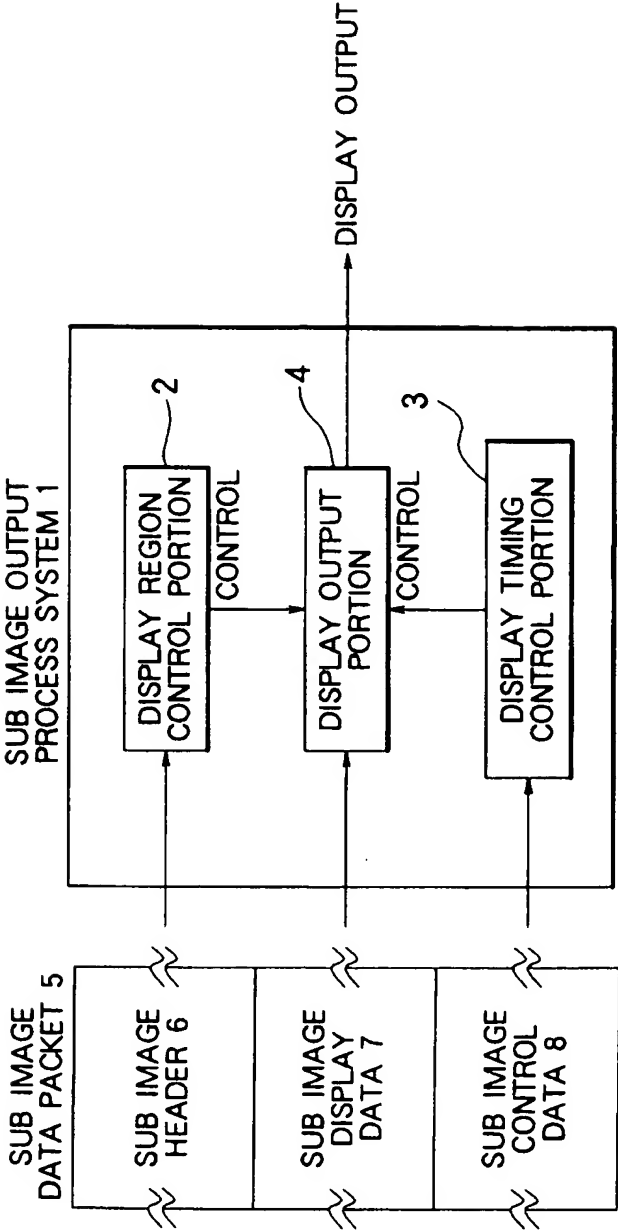 SUB IMAGE
DATA PACKET 5
SUB IMAGE
HEADER 6
SUB IMAGE
DISPLAY
DATA 7
SUB IMAGE
CONTROL
DATA 8
SUB IMAGE OUTPUT
PROCESS SYSTEM 1
DISPLAY REGION
CONTROL PORTION
2
CONTROL
DISPLAY OUTPUT
PORTION
4
CONTROL
DISPLAY TIMING
CONTROL PORTION
3
DISPLAY OUTPUT